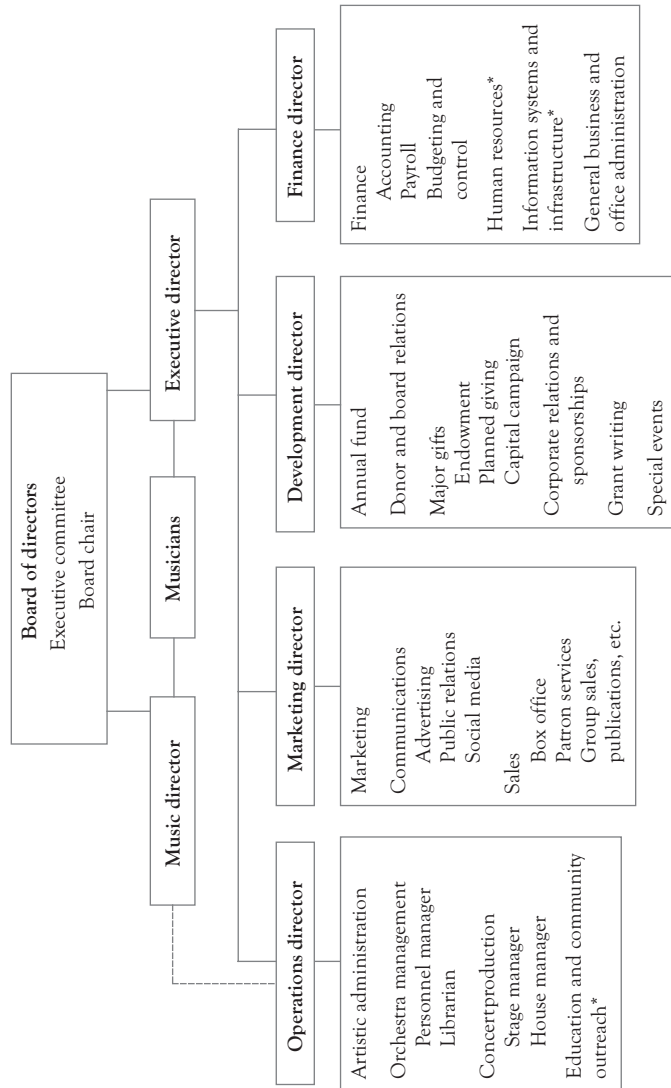 Board of directors
Executive committee
Board chair
Music director
Musicians
Executive director
Operations director
Marketing director
Development director
Finance director
Artistic administration
Orchestra management
Personnel manager
Librarian
Concertproduction
Stage manager
House manager
Education and community
outreach*
Marketing
Communications
Advertising
Public relations
Social media
Sales
Box office
Patron services
Group sales,
publications, etc.
Annual fund
Donor and board relations
Major gifts
Endowment
Planned giving
Capital campaign
Corporate relations and
sponsorships
Grant writing
Special events
Finance
Accounting
Payroll
Budgeting and
control
Human resources*
Information systems and
infrastructure*
General business and
office administration